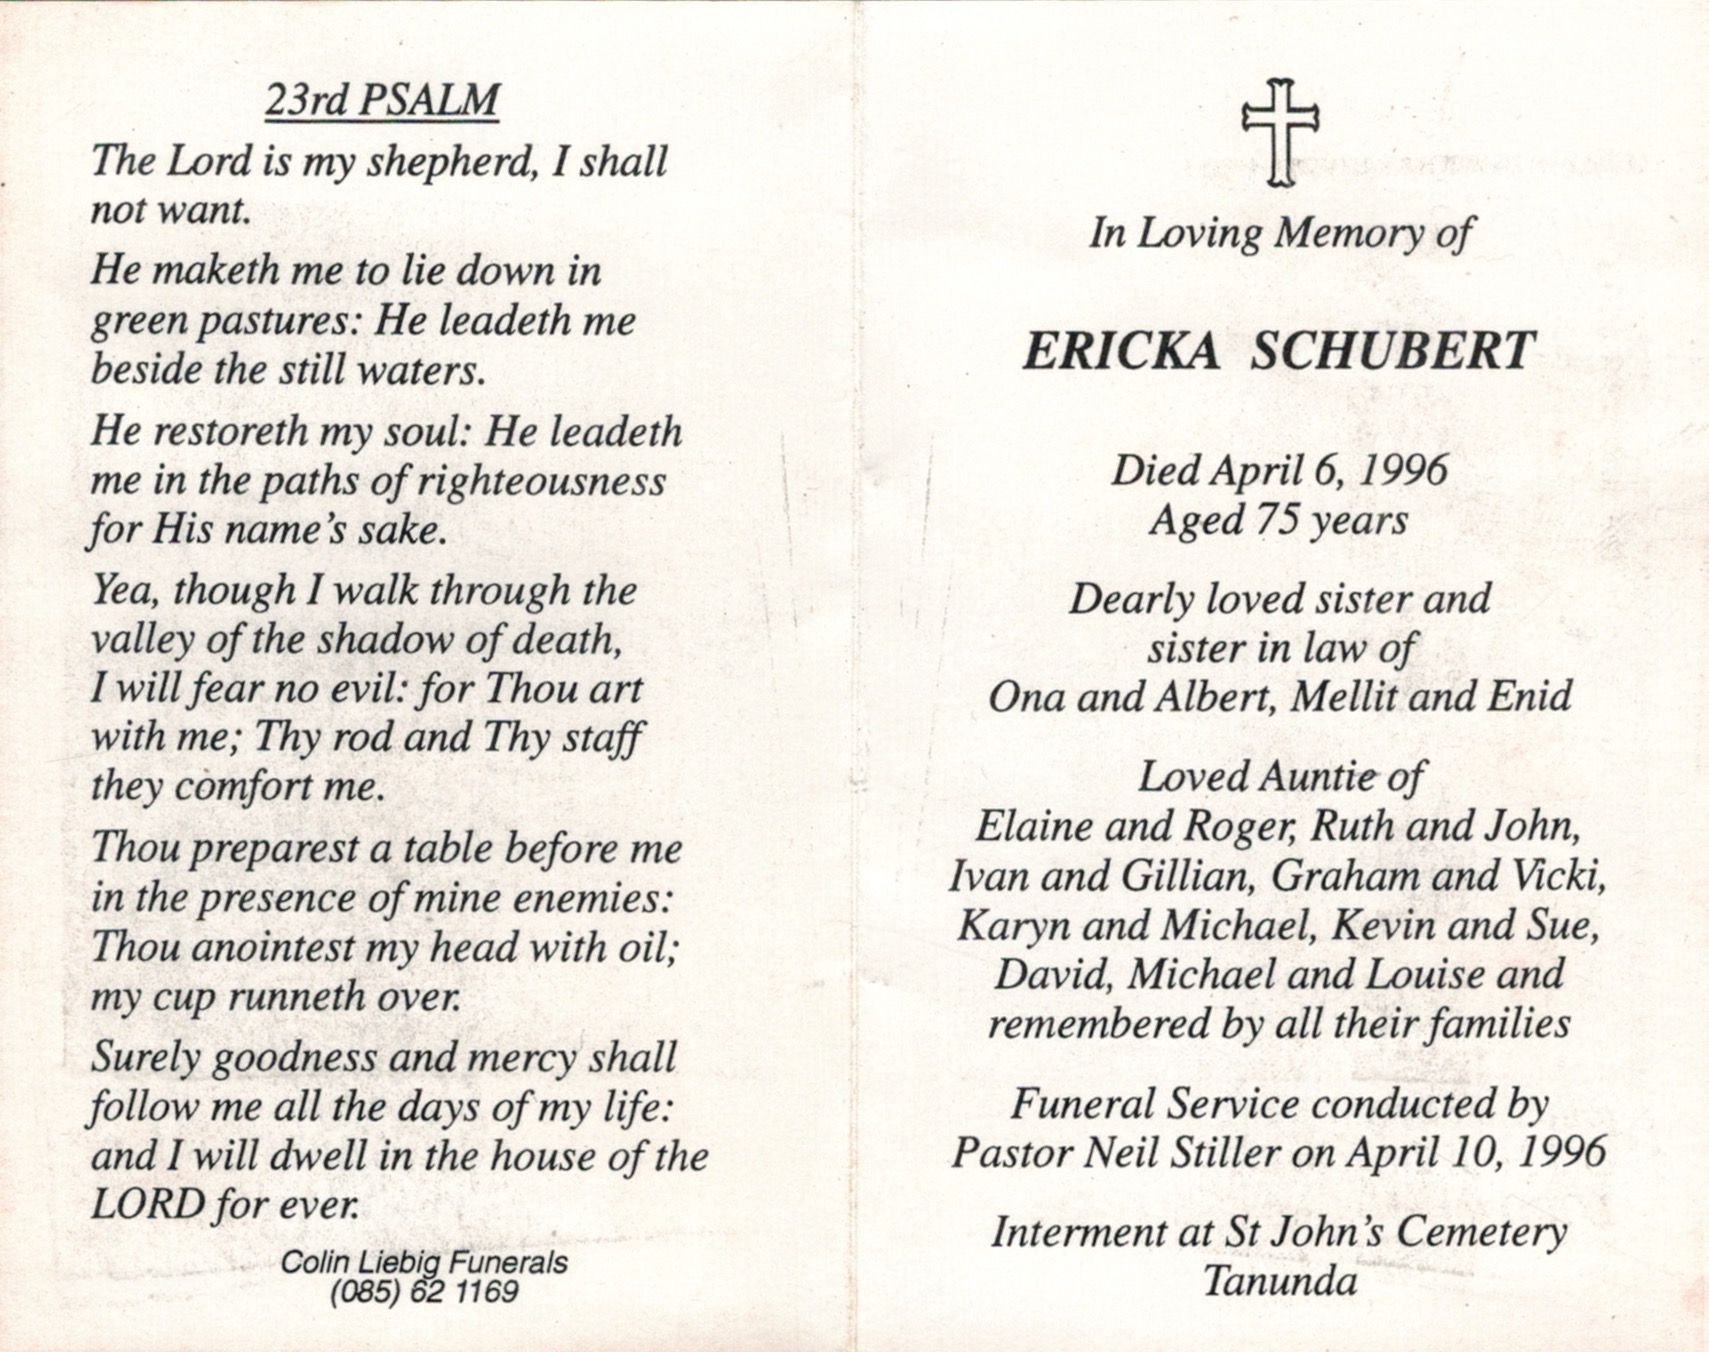 23rd PSALM
The Lord is my shepherd, I shall
not want.
He maketh me to lie down in
green pastures: He leadeth me
beside the still waters.
He restoreth my soul: He leadeth
me in the paths of righteousness
for His name's sake.
Yea, though I walk through the
valley of the shadow of death,
I will fear no evil: for Thou art
with me; Thy rod and Thy staff
they comfort me.
Thou preparest a table before me
in the presence of mine enemies:
Thou anointest my head with oil;
my cup runneth over.
Surely goodness and mercy shall
follow me all the days of my life:
and I will dwell in the house of the
LORD for ever.
Colin Liebig Funerals
(085) 62 1169
In Loving Memory of
ERICKA SCHUBERT
Died April 6, 1996
Aged 75 years
Dearly loved sister and
sister in law of
Ona and Albert, Mellit and Enid
Loved Auntie of
Elaine and Roger, Ruth and John,
Ivan and Gillian, Graham and Vicki,
Karyn and Michael, Kevin and Sue,
David, Michael and Louise and
remembered by all their families
Funeral Service conducted by
Pastor Neil Stiller on April 10, 1996
Interment at St John's Cemetery
Tanunda